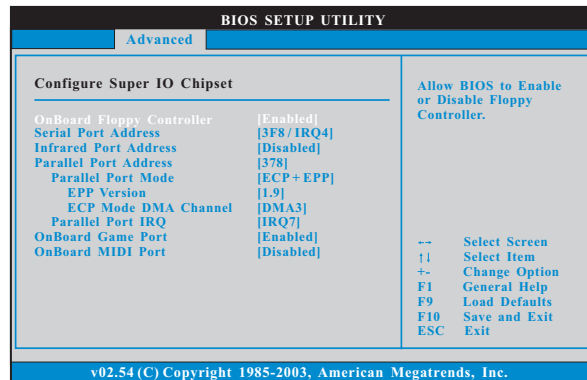 BIOS SETUP UTILITY
Advanced
Configure Super IO Chipset
OnBoard Floppy Controller [Enabled]
Serial Port Address [3F8 / IRQ4]
Infrared Port Address [Disabled]
Parallel Port Address [378]
Parallel Port Mode [ECP + EPP]
EPP Version [1.9]
ECP Mode DMA Channel [DMA3]
Parallel Port IRQ [IRQ7]
OnBoard Game Port [Enabled]
OnBoard MIDI Port [Disabled]
Allow BIOS to Enable
or Disable Floppy
Controller.
←→ Select Screen
↑↓ Select Item
+- Change Option
F1 General Help
F9 Load Defaults
F10 Save and Exit
ESC Exit
v02.54 (C) Copyright 1985-2003, American Megatrends, Inc.